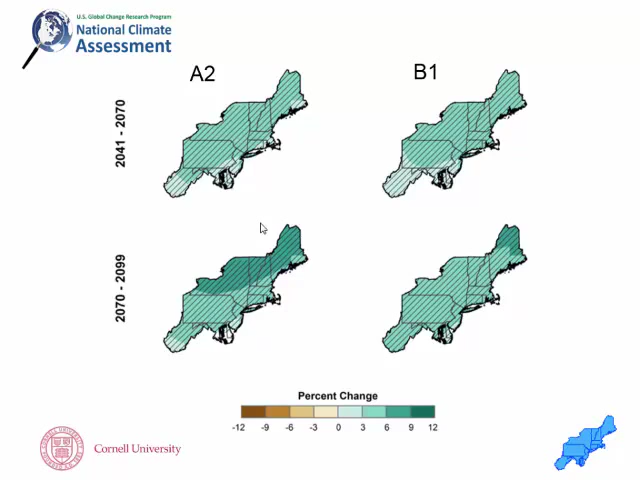 U.S. Global Change Research Program
National Climate
Assessment
A2
B1
2041 - 2070
2070 - 2099
Percent Change
-12 -9 -6 -3 0 3 6 9 12
Cornell University